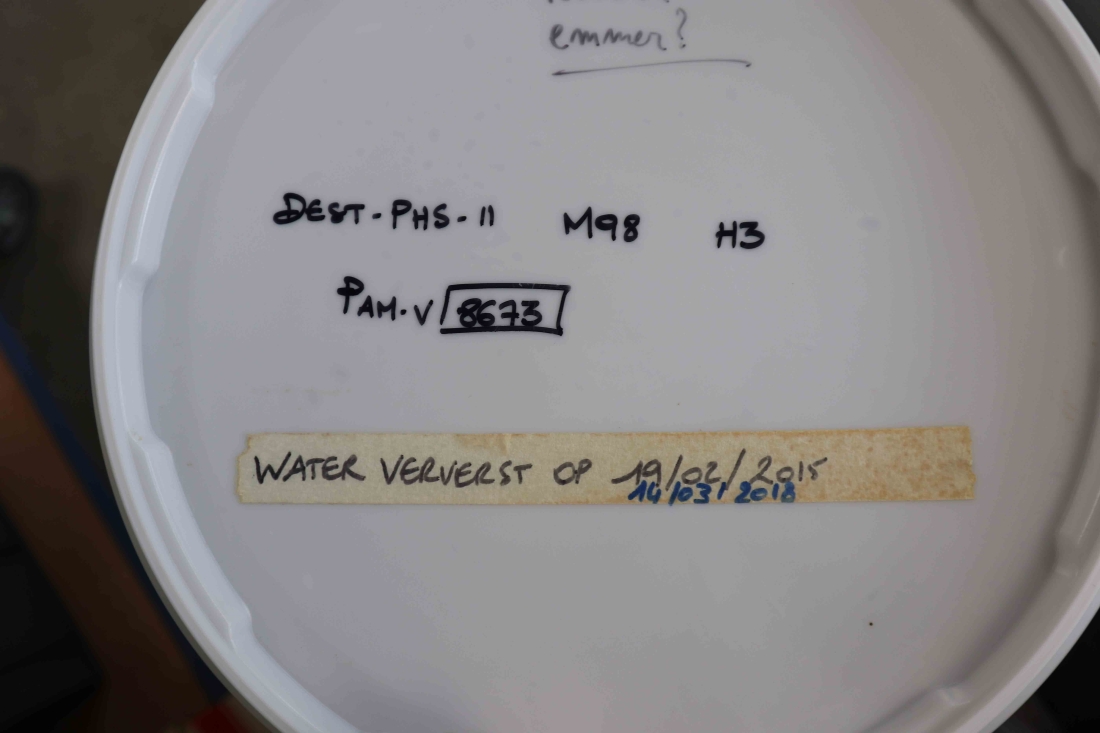 emmer?
DEST-PHS-11 M98 H3
PAM.V 8673
WATER VERVERST OP 19/02/2015
14/03/2018